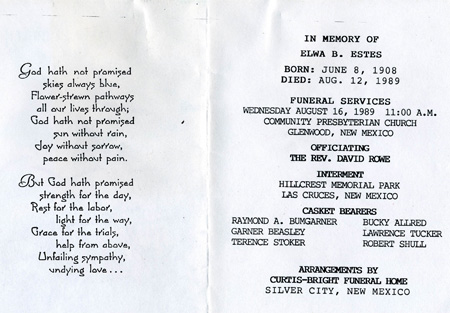 God hath not promised
skies always blue,
Flower-strewn pathways
all our lives through;
God hath not promised
sun without rain,
Joy without sorrow,
peace without pain.
But God hath promised
strength for the day,
Rest for the labor,
light for the way,
Grace for the trials,
help from above,
Unfailing sympathy,
undying love...
IN MEMORY OF
ELWA B. ESTES
BORN: JUNE 8, 1908
DIED: AUG. 12, 1989
FUNERAL SERVICES
WEDNESDAY AUGUST 16, 1989 11:00 A.M.
COMMUNITY PRESBYTERIAN CHURCH
GLENWOOD, NEW MEXICO
OFFICIATING
THE REV. DAVID ROWE
INTERMENT
HILLCREST MEMORIAL PARK
LAS CRUCES, NEW MEXICO
CASKET BEARERS
RAYMOND A. BUMGARNER BUCKY ALLRED
GARNER BEASLEY LAWRENCE TUCKER
TERENCE STOKER ROBERT SHULL
ARRANGEMENTS BY
CURTIS-BRIGHT FUNERAL HOME
SILVER CITY, NEW MEXICO